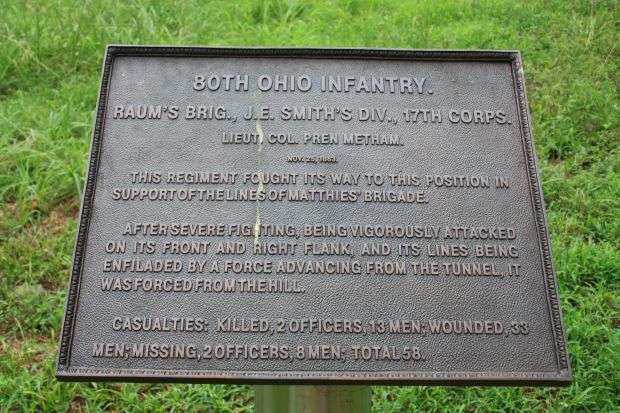 80TH OHIO INFANTRY.
RAUM'S BRIG., J.E. SMITH'S DIV., 17TH CORPS.
LIEUT. COL. PREN METHAM.
NOV. 25, 1863.
THIS REGIMENT FOUGHT ITS WAY TO THIS POSITION IN
SUPPORT OF THE LINES OF MATTHIES' BRIGADE.
AFTER SEVERE FIGHTING, BEING VIGOROUSLY ATTACKED
ON ITS FRONT AND RIGHT FLANK, AND ITS LINES BEING
ENFILADED BY A FORCE ADVANCING FROM THE TUNNEL, IT
WAS FORCED FROM THE HILL.
CASUALTIES: KILLED, 2 OFFICERS, 13 MEN; WOUNDED, 33
MEN; MISSING, 2 OFFICERS, 8 MEN; TOTAL 58.